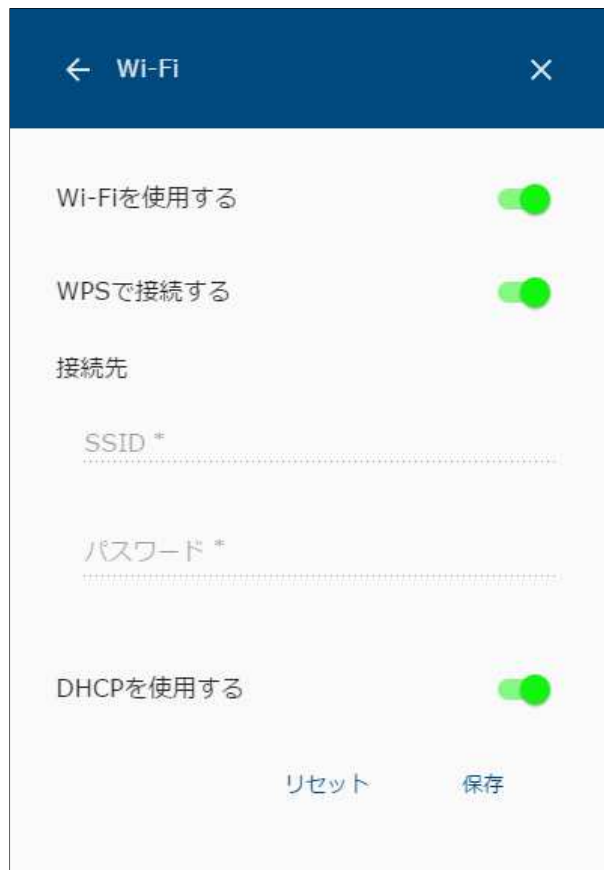 Wi-Fi
Wi-Fiを使用する
WPSで接続する
接続先
SSID *
パスワード *
DHCPを使用する
リセット 保存